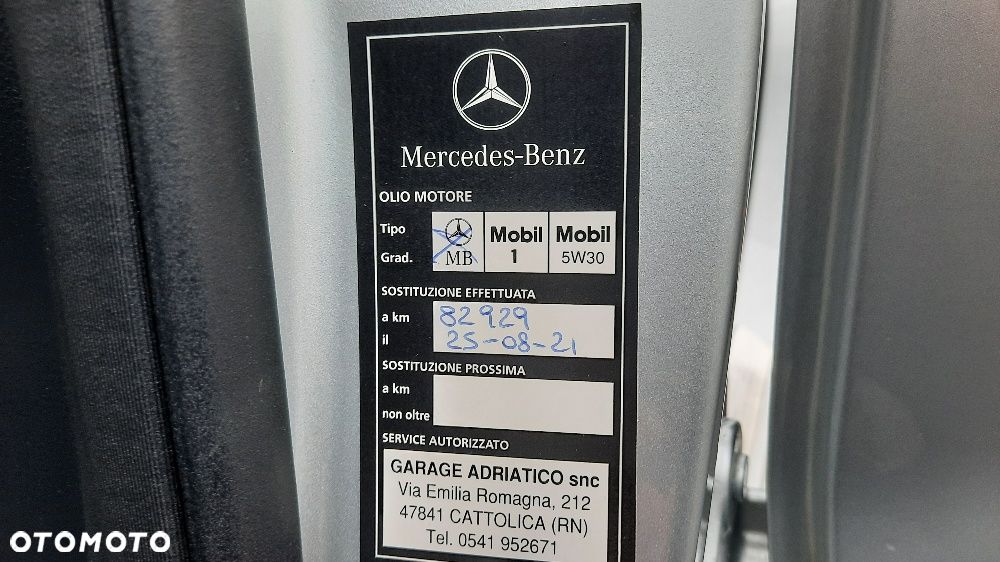 Mercedes-Benz
OLIO MOTORE
Tipo
Grad.
MB
Mobil
1
Mobil
5W30
SOSTITUZIONE EFFETTUATA
a km 82929
il 25-08-21
SOSTITUZIONE PROSSIMA
a km
non oltre
SERVICE AUTORIZZATO
GARAGE ADRIATICO snc
Via Emilia Romagna, 212
47841 CATTOLICA (RN)
Tel. 0541 952671
OTOMOTO